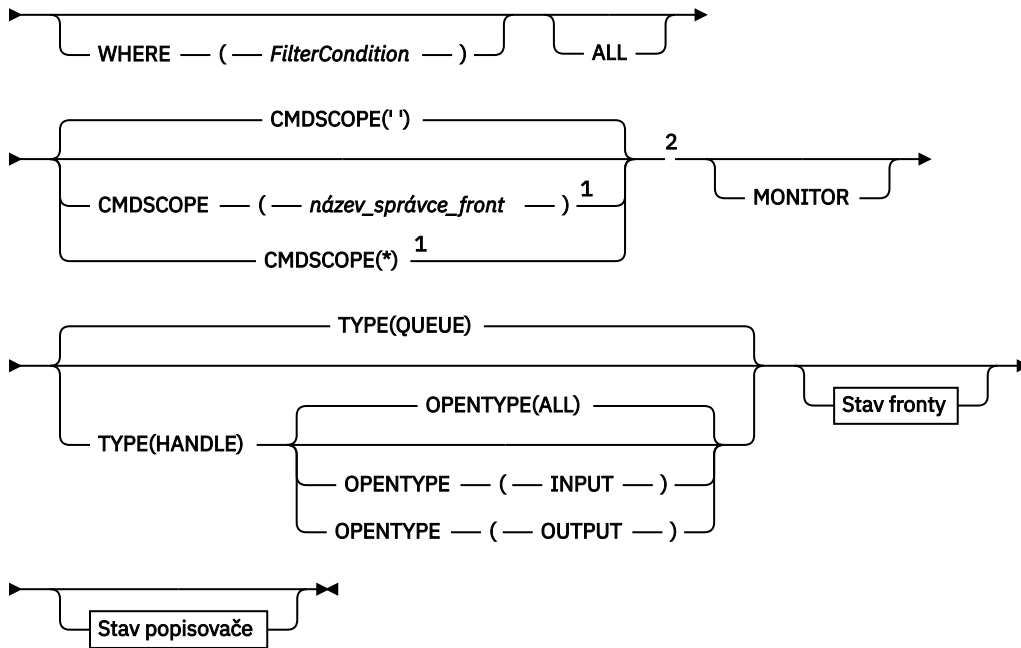 WHERE ( FilterCondition ) ALL
CMDSCOPE(' ')
2
CMDSCOPE ( název_správce_front ) 1 MONITOR
CMDSCOPE(*) 1
TYPE(QUEUE)
OPENTYPE(ALL) Stav fronty
TYPE(HANDLE)
OPENTYPE ( INPUT )
OPENTYPE ( OUTPUT )
Stav popisovače